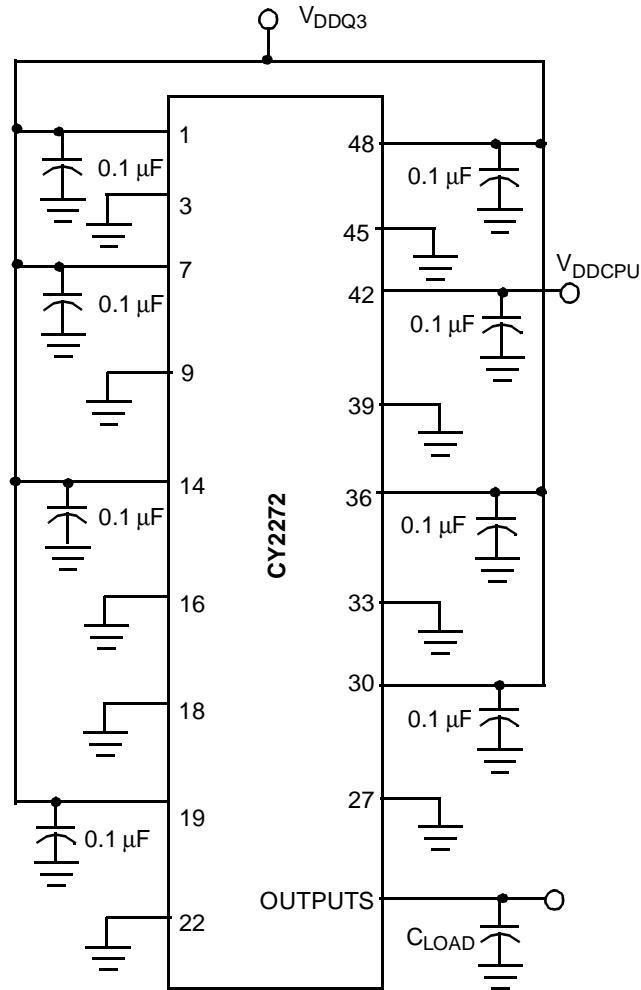 VDDQ3
1
0.1 µF
3
7
0.1 µF
9
14
0.1 µF
16
18
19
0.1 µF
22
CY2272
48
0.1 µF
45
VDDCPU
42
0.1 µF
39
36
0.1 µF
33
30
0.1 µF
27
OUTPUTS
CLOAD